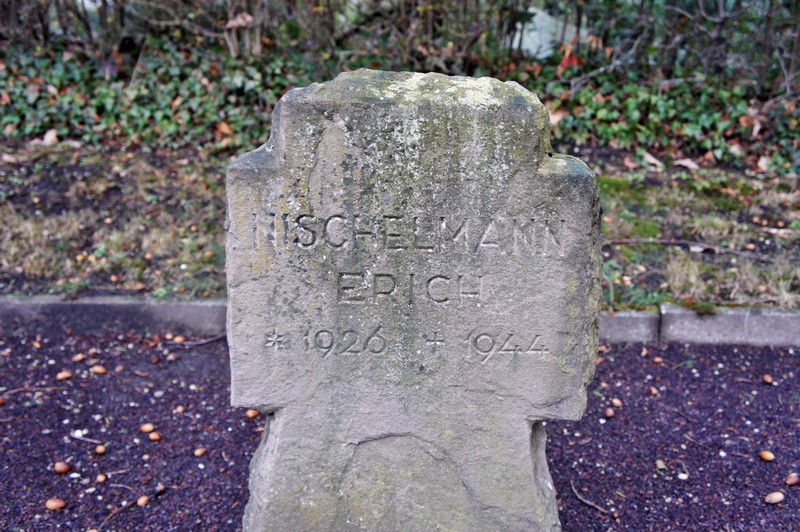 NISCHELMANN
ERICH
* 1926 + 1944